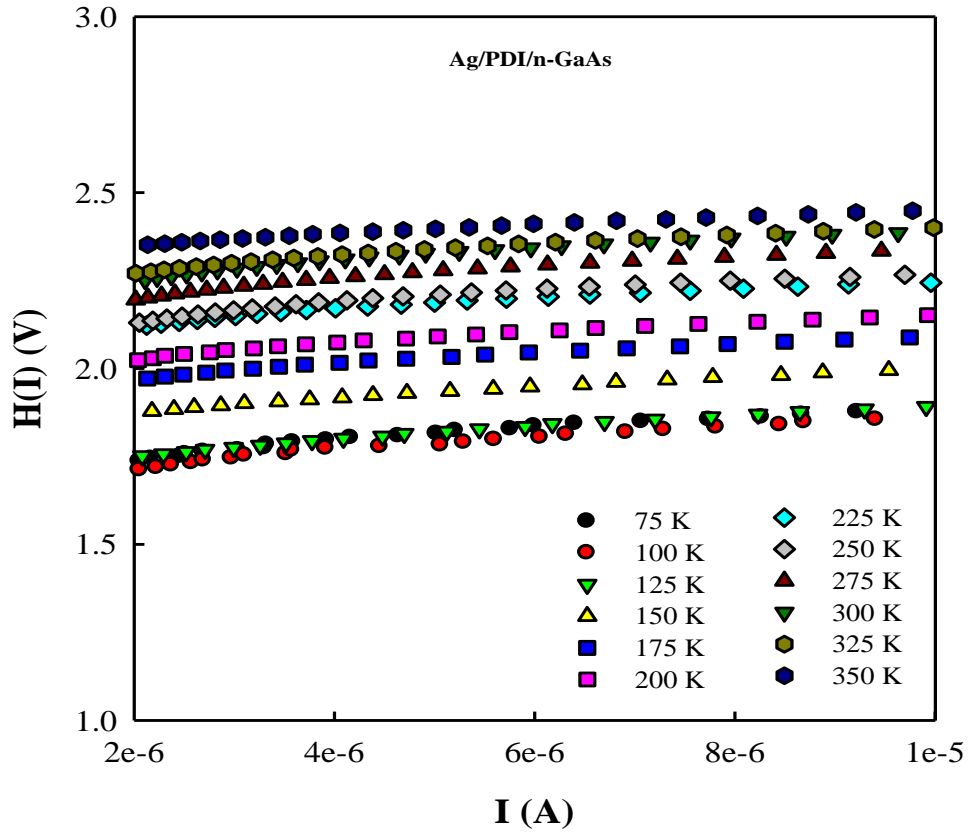 3.0
Ag/PDI/n-GaAs
2.5
2.0
H(I) (V)
1.5
75 K
100 K
125 K
150 K
175 K
200 K
225 K
250 K
275 K
300 K
325 K
350 K
1.0
2e-6 4e-6 6e-6 8e-6 1e-5
I (A)